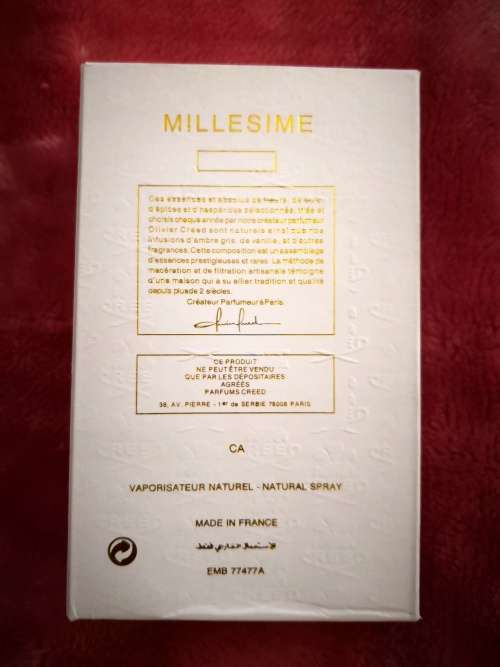 MILLESIME
Ces essences et absolus de fleurs, de
d'épices et d'hespéridés sélectionnés, triés et
choisis chaque année par notre créateur parfumeur
Olivier Creed sont naturels ainsi que nos
infusions d'ambre gris, de vanille, et d'autres
fragrances. Cette composition est un assemblage
d'essences prestigieuses et rares. La méthode de
macération et de filtration artisanale témoigne
d'une maison qui a su allier tradition et qualité
depuis plus de 2 siècles.
Créateur Parfumeur à Paris.
CE PRODUIT
NE PEUT ÊTRE VENDU
QUE PAR LES DÉPOSITAIRES
AGRÉÉS
PARFUMS CREED
38, AV. PIERRE - 1er de SERBIE 75008 PARIS
CA
VAPORISATEUR NATUREL - NATURAL SPRAY
MADE IN FRANCE
الاستعمال الخارجي فقط
EMB 77477A